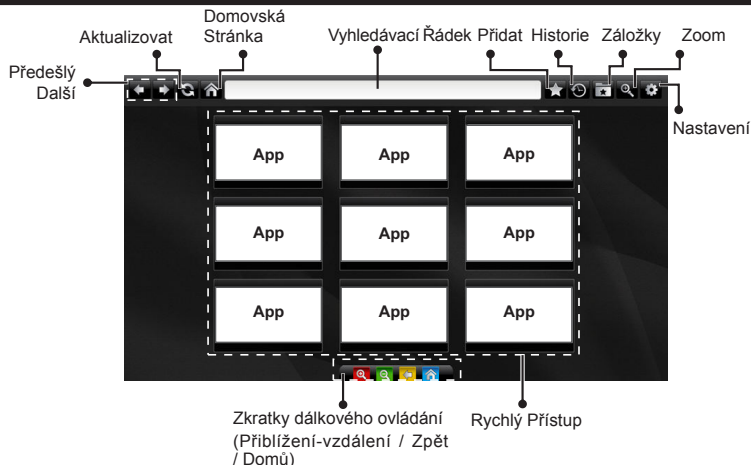 Domovská
Stránka
Aktualizovat
Vyhledávací Řádek
Přidat
Historie
Záložky
Zoom
Předešlý
Další
Nastavení
App
App
App
App
App
App
App
App
App
Zkratky dálkového ovládání
(Přiblížení-vzdálení / Zpět
/ Domů)
Rychlý Přístup